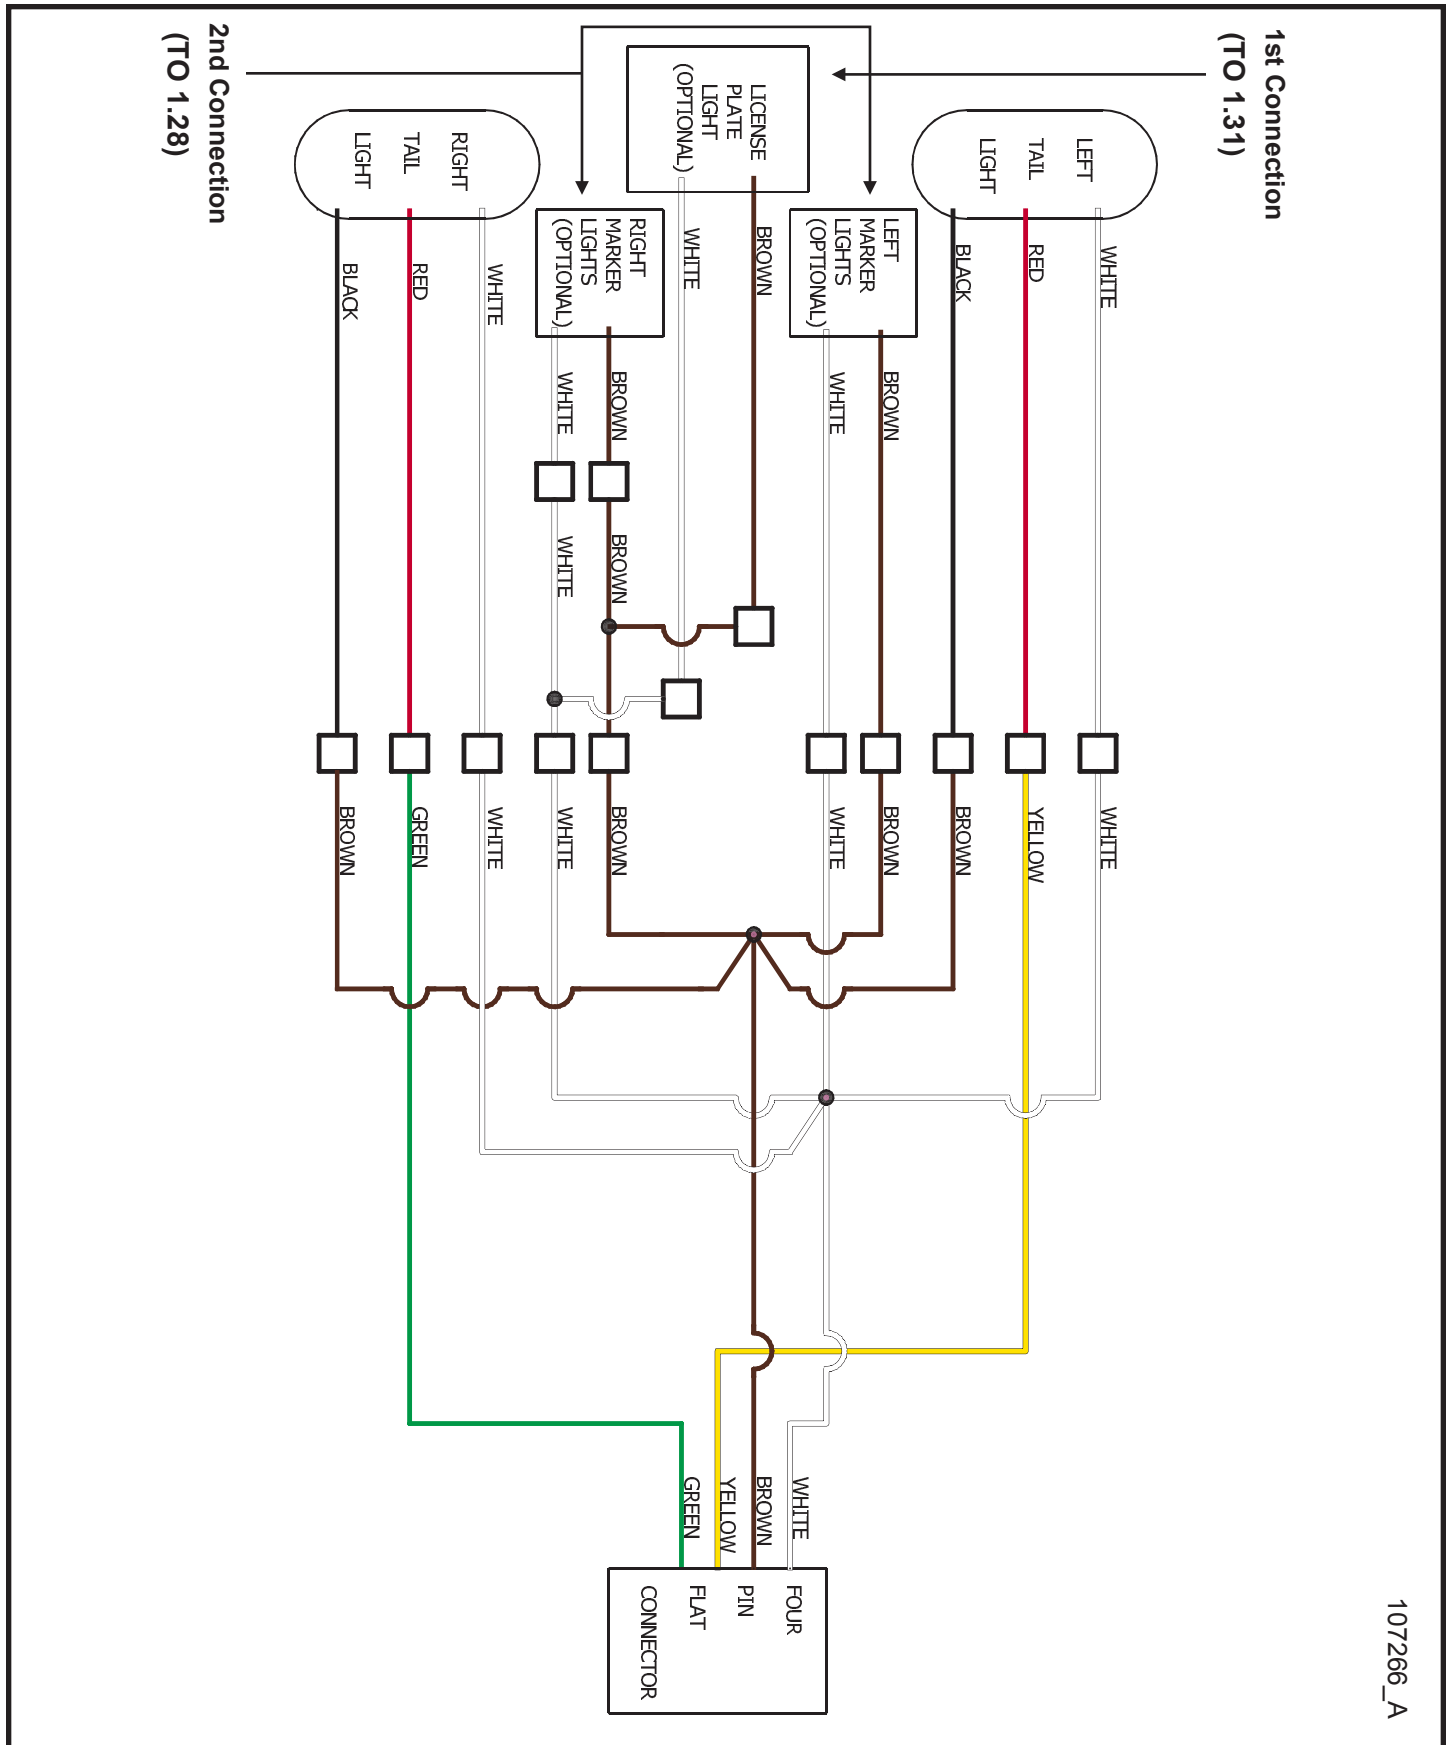 107266_A
1st Connection
(TO 1.31)
LEFT
TAIL
LIGHT
WHITE
RED
BLACK
WHITE
YELLOW
BROWN
LEFT
MARKER
LIGHTS
(OPTIONAL)
BROWN
WHITE
BROWN
WHITE
LICENSE
PLATE
LIGHT
(OPTIONAL)
BROWN
WHITE
RIGHT
MARKER
LIGHTS
(OPTIONAL)
BROWN
WHITE
BROWN
WHITE
BROWN
WHITE
RIGHT
TAIL
LIGHT
WHITE
RED
BLACK
WHITE
GREEN
BROWN
2nd Connection
(TO 1.28)
WHITE
BROWN
YELLOW
GREEN
FOUR
PIN
FLAT
CONNECTOR